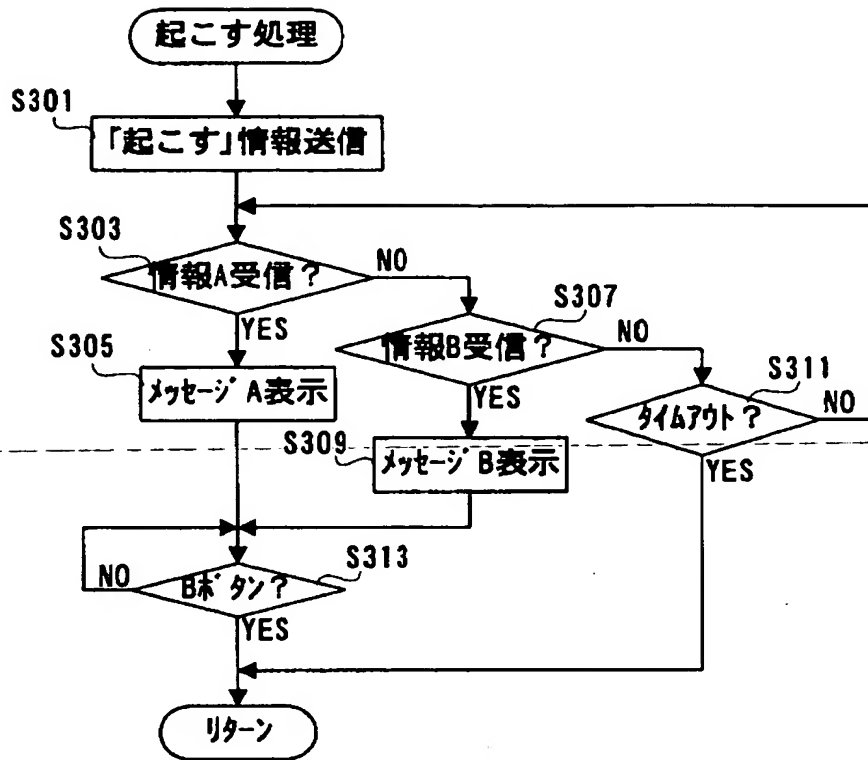 起こす処理
S301
「起こす」情報送信
S303
情報A受信?
NO
YES
S307
情報B受信?
NO
YES
S305
メッセージA表示
S311
タイムアウト?
NO
YES
S309
メッセージB表示
S313
Bボタン?
NO
YES
リターン